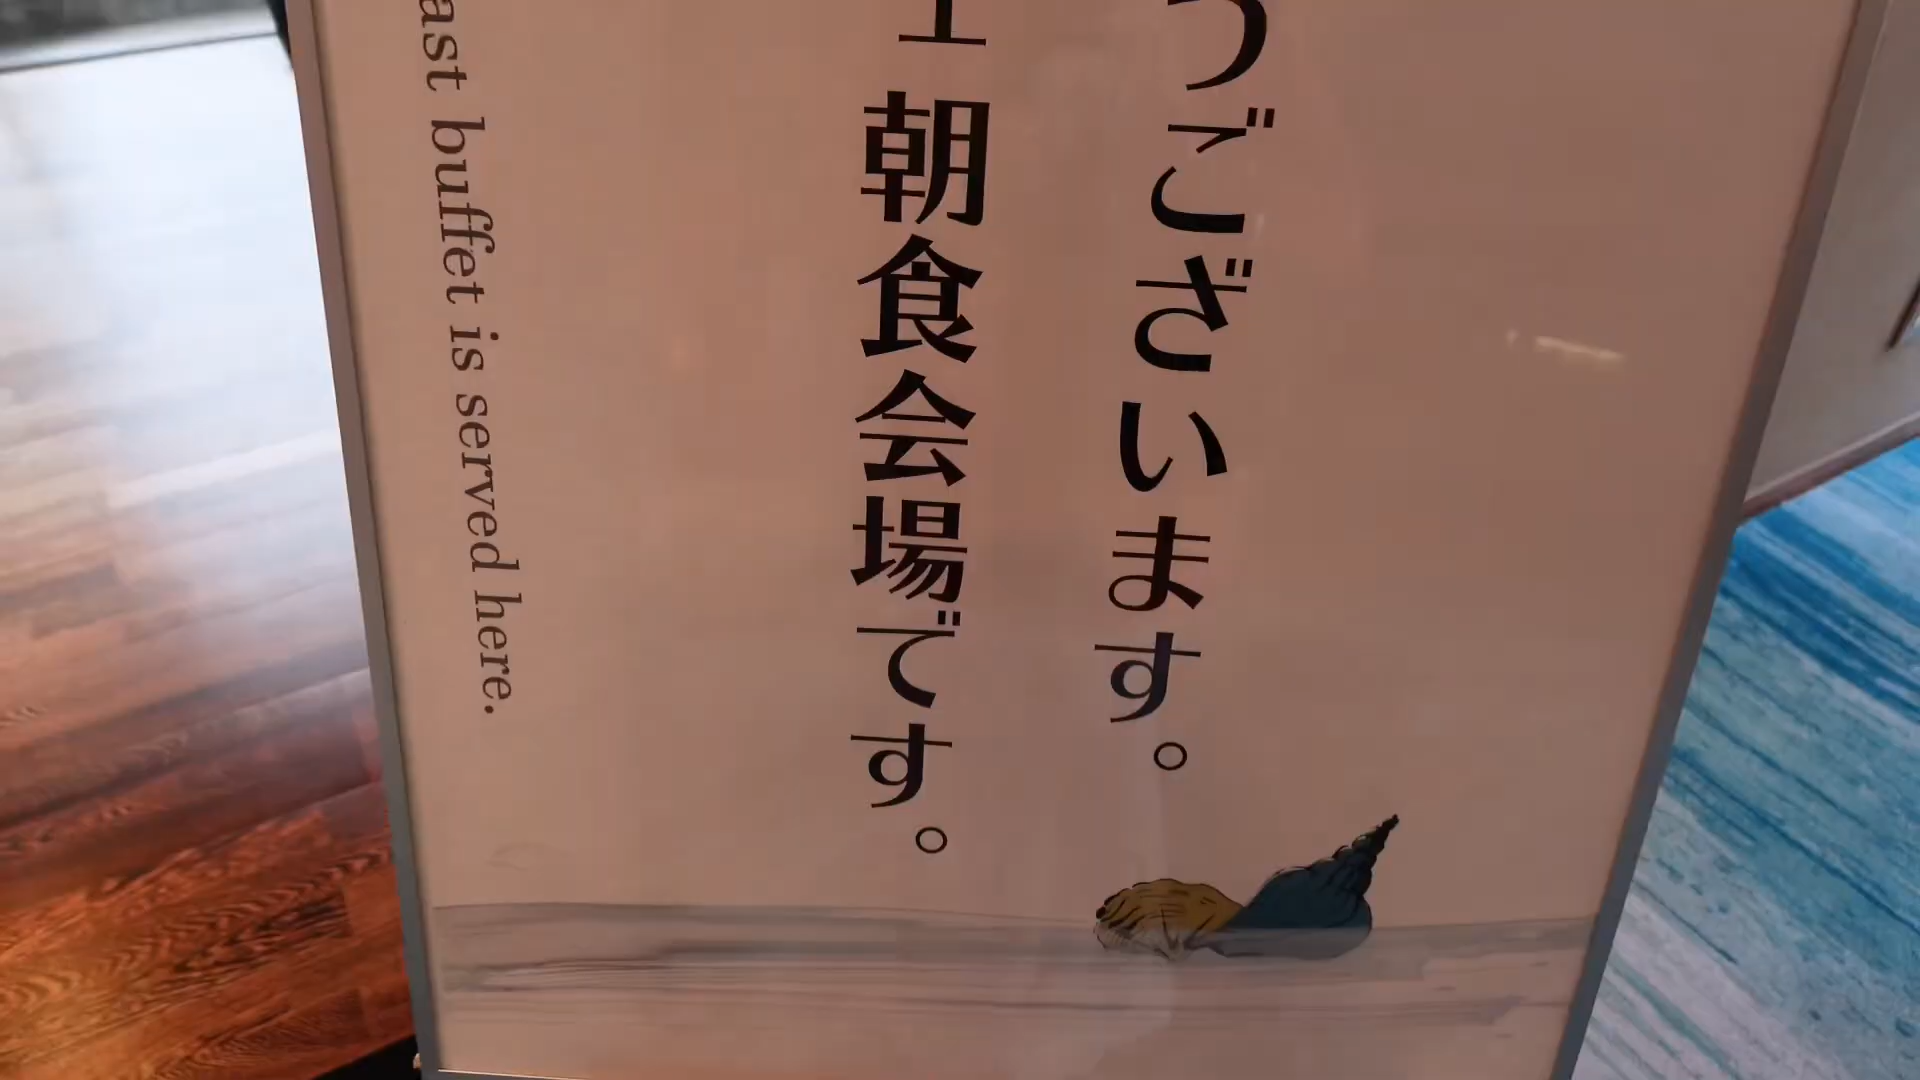 うございます。
朝食会場です。
ast buffet is served here.